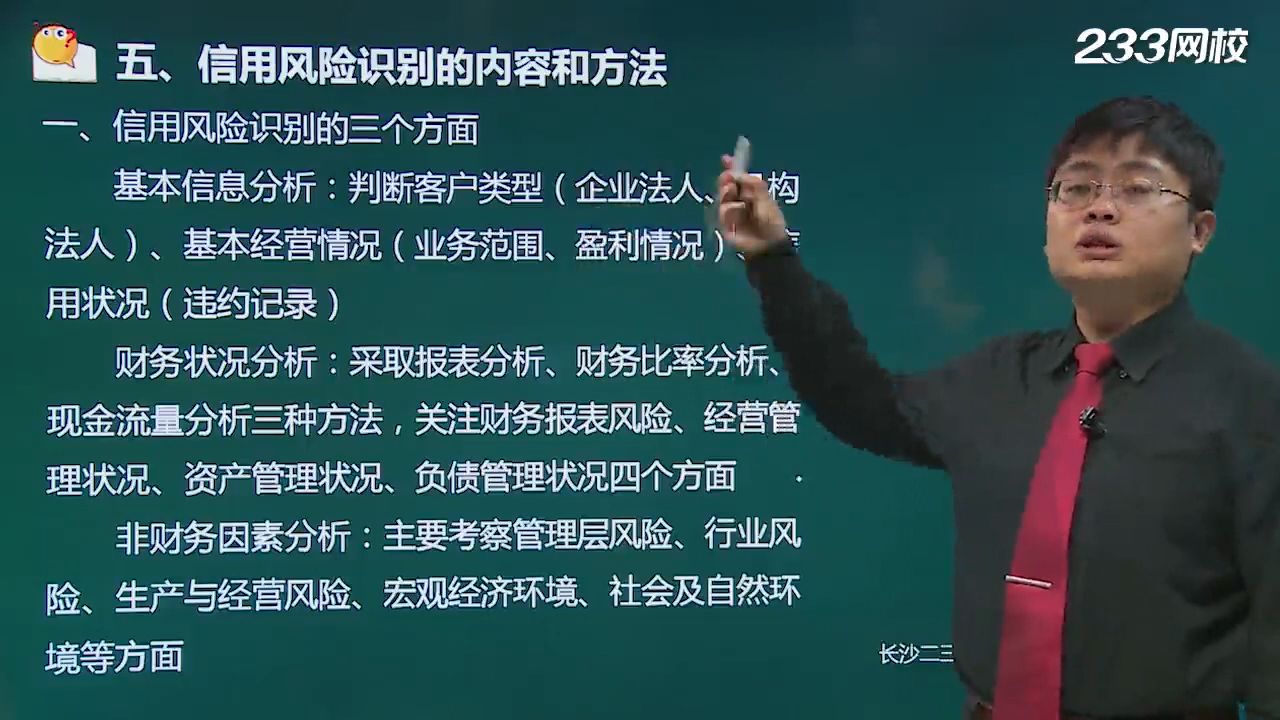 233网校
五、信用风险识别的内容和方法
一、信用风险识别的三个方面
基本信息分析：判断客户类型（企业法人、构
法人）、基本经营情况（业务范围、盈利情况）、
用状况（违约记录）
财务状况分析：采取报表分析、财务比率分析、
现金流量分析三种方法，关注财务报表风险、经营管
理状况、资产管理状况、负债管理状况四个方面
非财务因素分析：主要考察管理层风险、行业风
险、生产与经营风险、宏观经济环境、社会及自然环
境等方面
长沙二三